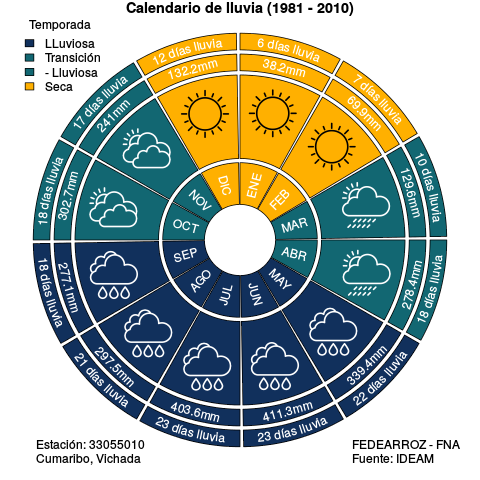 Calendario de lluvia (1981 - 2010)
Temporada
LLuviosa
Transición
- Lluviosa
Seca
6 días lluvia
38.2mm
ENE
7 días lluvia
69.9mm
FEB
10 días lluvia
129.6mm
MAR
18 días lluvia
278.4mm
ABR
22 días lluvia
339.4mm
MAY
23 días lluvia
411.3mm
JUN
23 días lluvia
403.6mm
JUL
21 días lluvia
297.5mm
AGO
18 días lluvia
277.1mm
SEP
18 días lluvia
302.7mm
OCT
17 días lluvia
241mm
NOV
12 días lluvia
132.2mm
DIC
Estación: 33055010
Cumaribo, Vichada
FEDEARROZ - FNA
Fuente: IDEAM